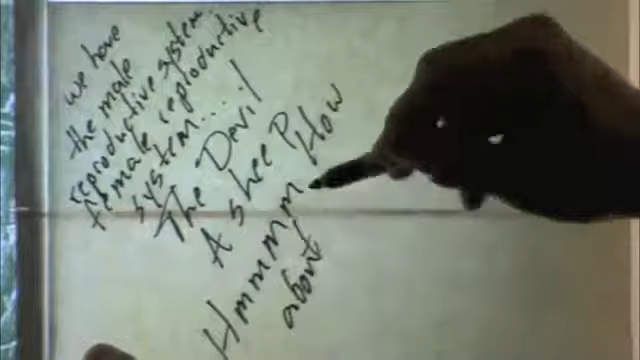 we have
the male
reproductive system..
female reproductive
system....
The Devil
A sheep
Hmmmm How
about